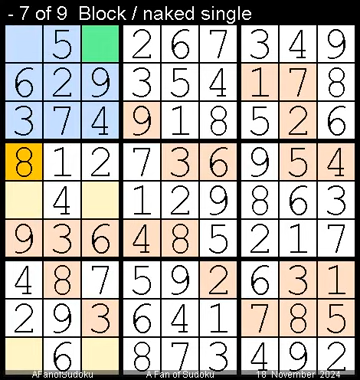 - 7 of 9 Block / naked single
5 2 6 7 3 4 9
6 2 9 3 5 4 1 7 8
3 7 4 9 1 8 5 2 6
8 1 2 7 3 6 9 5 4
4 1 2 9 8 6 3
9 3 6 4 8 5 2 1 7
4 8 7 5 9 2 6 3 1
2 9 3 6 4 1 7 8 5
6 8 7 3 4 9 2
AFanofSudoku A Fan of Sudoku 18 November 2024